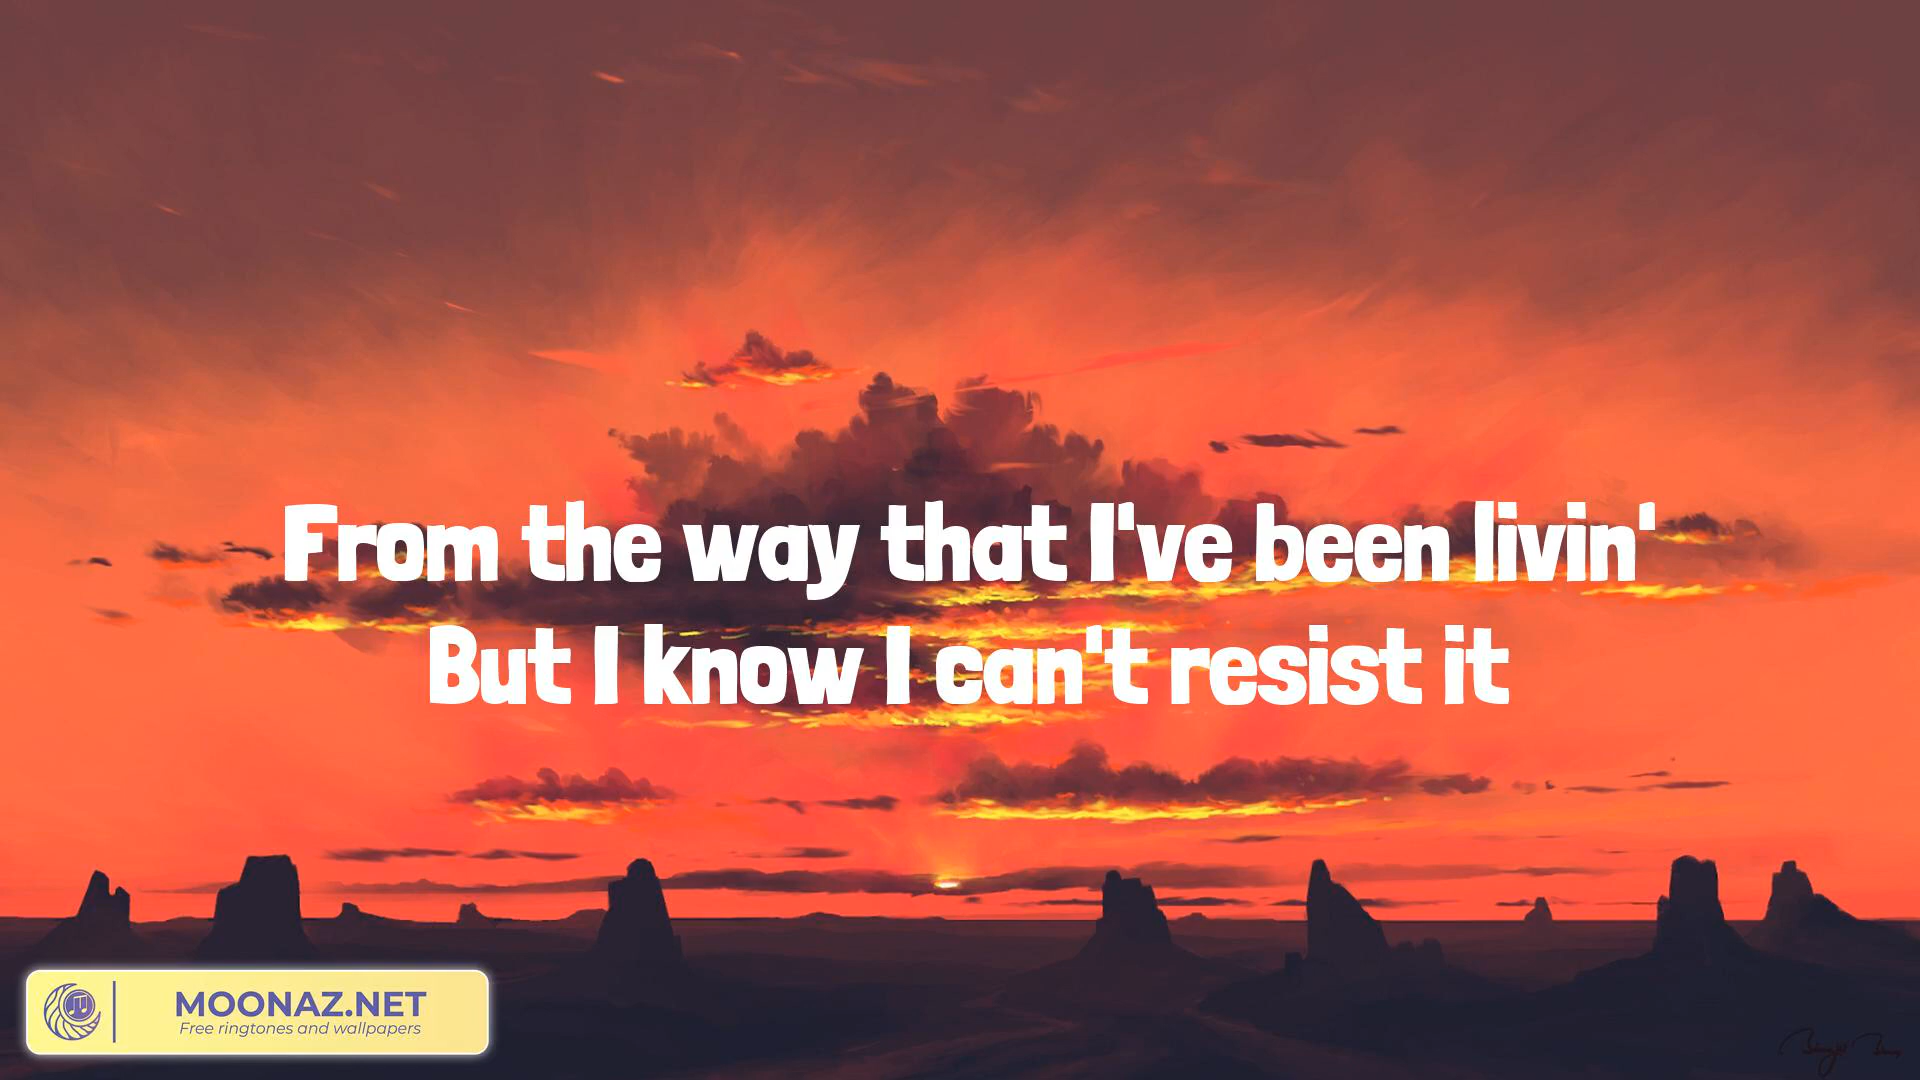 From the way that I've been livin'
But I know I can't resist it
MOONAZ.NET
Free ringtones and wallpapers